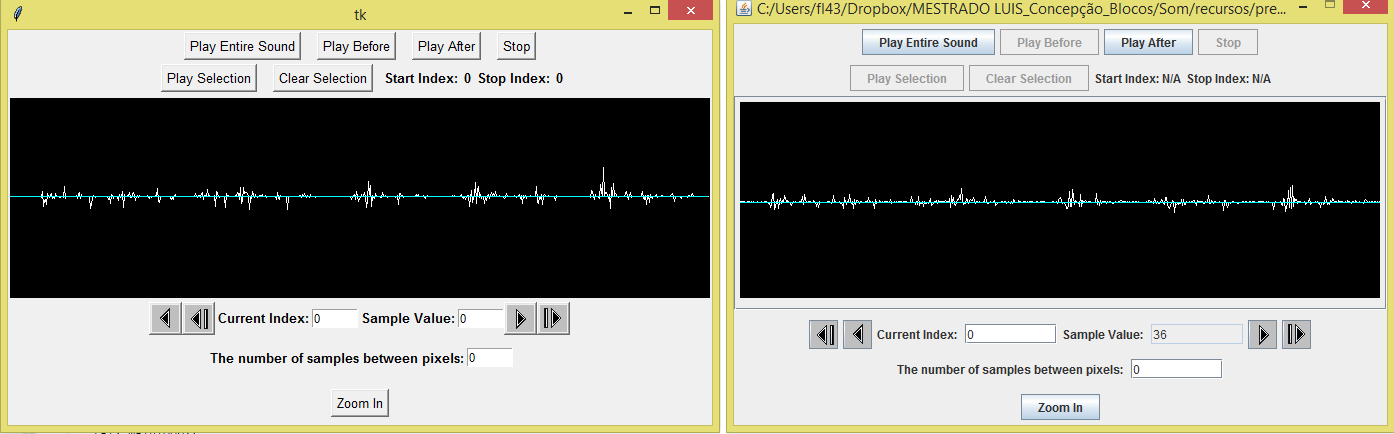 tk
Play Entire Sound Play Before Play After Stop
Play Selection Clear Selection Start Index: 0 Stop Index: 0
Current Index: 0 Sample Value: 0
The number of samples between pixels: 0
Zoom In
C:/Users/fl43/Dropbox/MESTRADO LUIS_Concepção_Blocos/Som/recursos/pre...
Play Entire Sound Play Before Play After Stop
Play Selection Clear Selection Start Index: N/A Stop Index: N/A
Current Index: 0 Sample Value: 36
The number of samples between pixels: 0
Zoom In